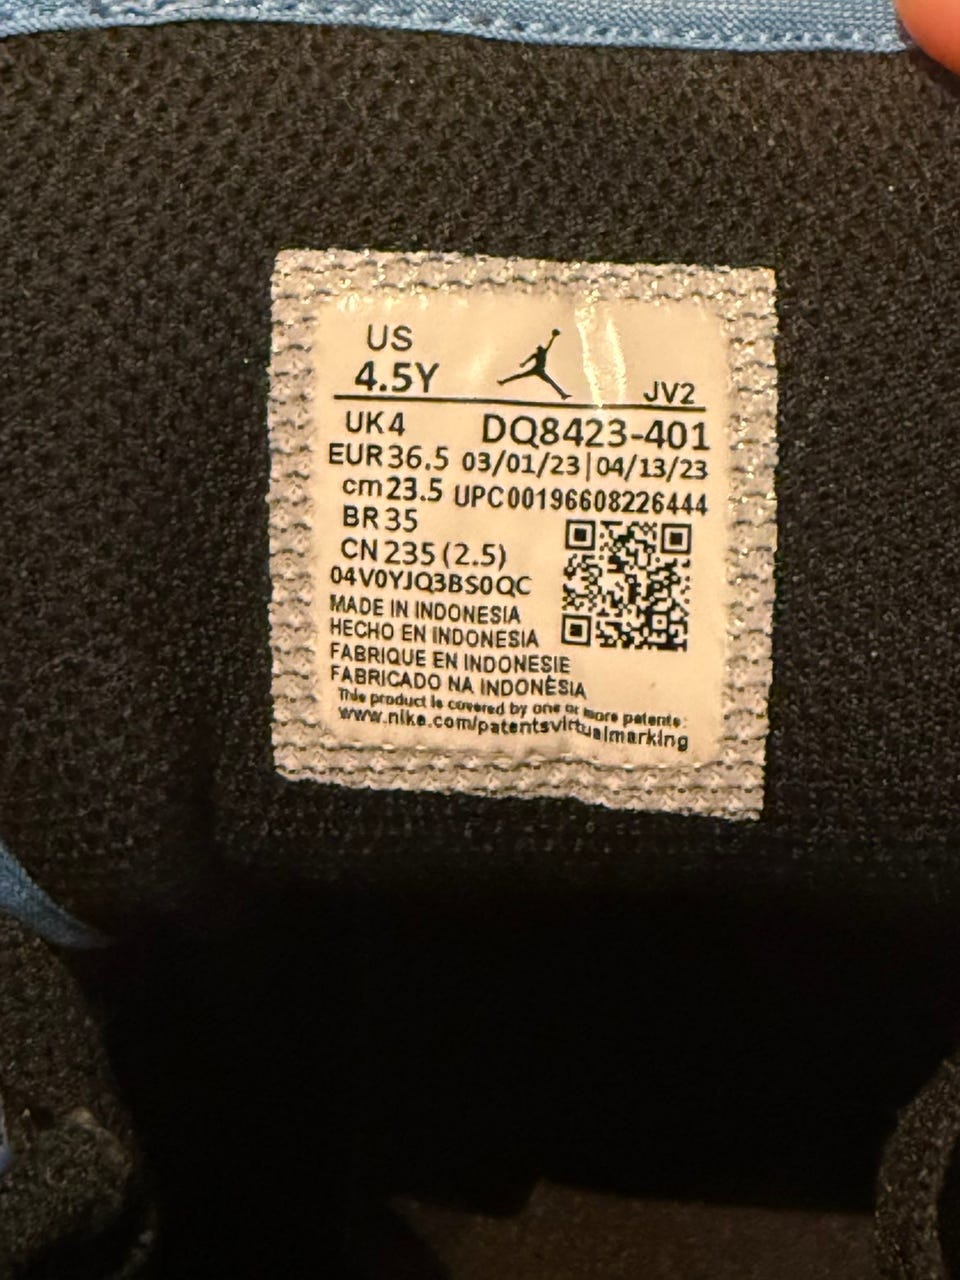 US
4.5Y
JV2
UK 4 DQ8423-401
EUR 36.5 03/01/23|04/13/23
cm 23.5 UPC00196608226444
BR 35
CN 235 (2.5)
04V0YJQ3BS0QC
MADE IN INDONESIA
HECHO EN INDONESIA
FABRIQUE EN INDONESIE
FABRICADO NA INDONÉSIA
This product is covered by one or more patents:
www.nike.com/patentsvirtualmarking